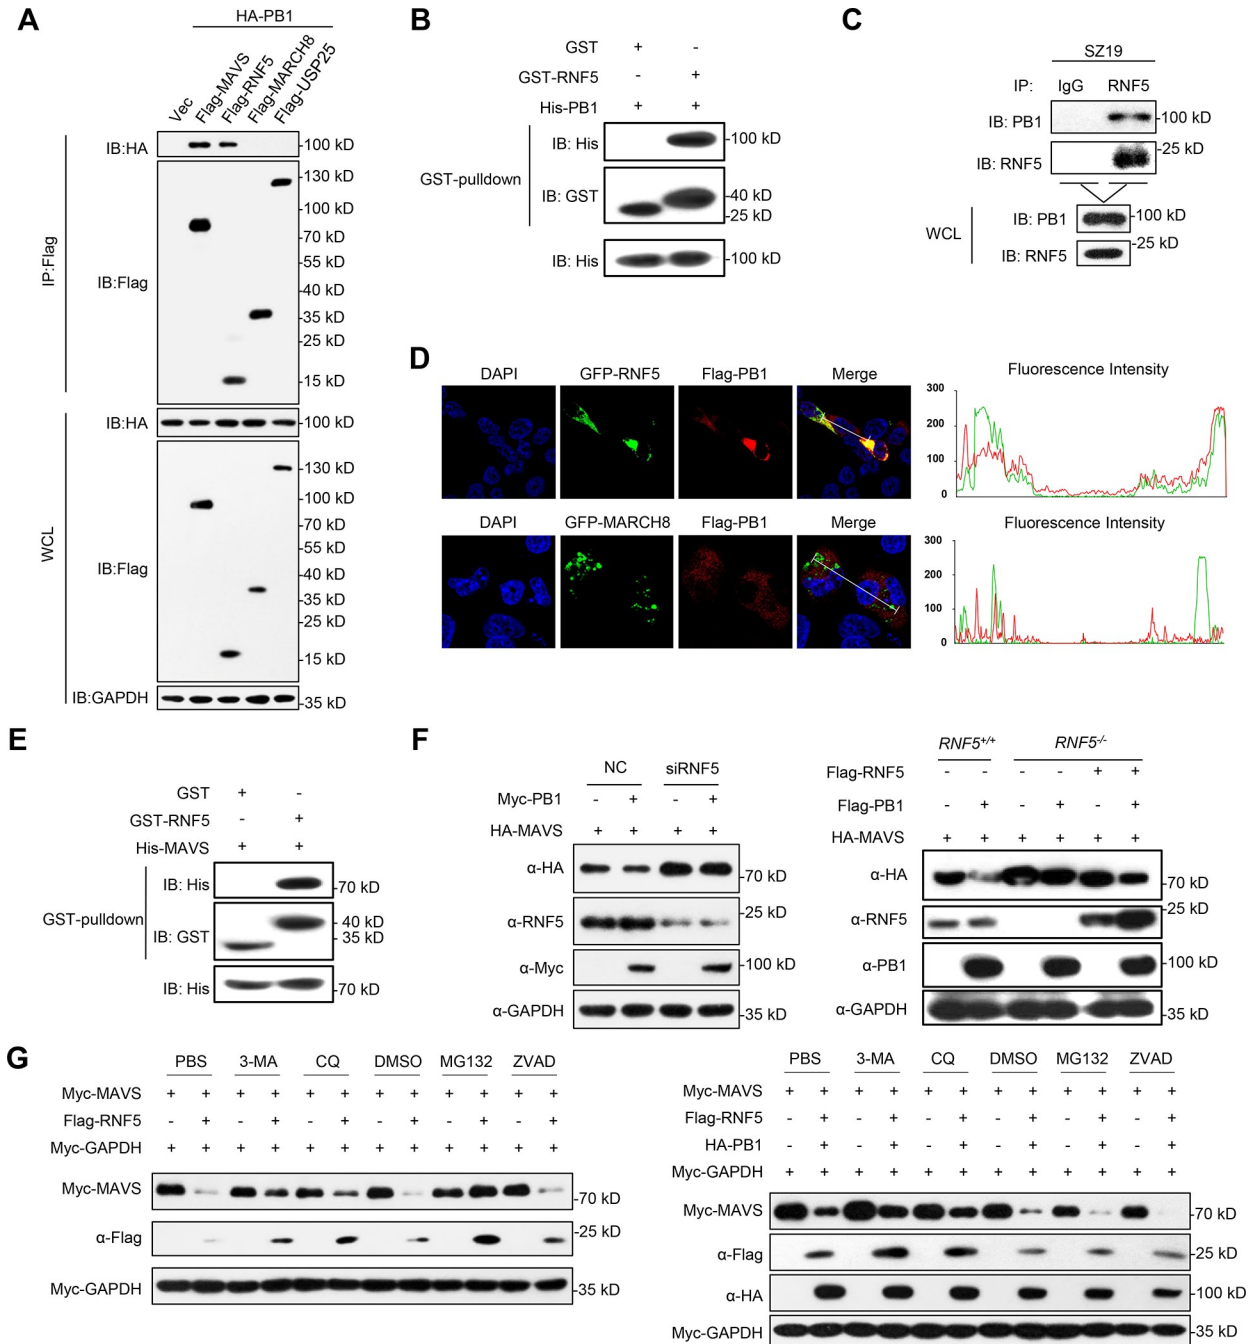 A
HA-PB1
Vec
Flag-MAVS
Flag-RNF5
Flag-MARCH8
Flag-USP25
IP:Flag
IB:HA
100 kD
IB:Flag
130 kD
100 kD
70 kD
55 kD
40 kD
35 kD
25 kD
15 kD
WCL
IB:HA
100 kD
IB:Flag
130 kD
100 kD
70 kD
55 kD
40 kD
35 kD
25 kD
15 kD
IB:GAPDH
35 kD
B
GST + -
GST-RNF5 - +
His-PB1 + +
GST-pulldown
IB: His 100 kD
IB: GST 40 kD
25 kD
IB: His 100 kD
C
SZ19
IP: IgG RNF5
IB: PB1 100 kD
IB: RNF5 25 kD
WCL
IB: PB1 100 kD
IB: RNF5 25 kD
D
DAPI GFP-RNF5 Flag-PB1 Merge Fluorescence Intensity
300
200
100
0
DAPI GFP-MARCH8 Flag-PB1 Merge Fluorescence Intensity
300
200
100
0
E
GST + -
GST-RNF5 - +
His-MAVS + +
GST-pulldown
IB: His 70 kD
IB: GST 40 kD
35 kD
IB: His 70 kD
F
NC siRNF5
Myc-PB1 - + - +
HA-MAVS + + + +
α-HA 70 kD
α-RNF5 25 kD
α-Myc 100 kD
α-GAPDH 35 kD
RNF5+/+ RNF5-/-
Flag-RNF5 - - - - + +
Flag-PB1 - + - + - +
HA-MAVS + + + + + +
α-HA 70 kD
α-RNF5 25 kD
α-PB1 100 kD
α-GAPDH 35 kD
G
PBS 3-MA CQ DMSO MG132 ZVAD
Myc-MAVS + + + + + + + + + + + +
Flag-RNF5 - + - + - + - + - + - +
Myc-GAPDH + + + + + + + + + + + +
Myc-MAVS 70 kD
α-Flag 25 kD
Myc-GAPDH 35 kD
PBS 3-MA CQ DMSO MG132 ZVAD
Myc-MAVS + + + + + + + + + + + +
Flag-RNF5 - + - + - + - + - + - +
HA-PB1 - + - + - + - + - + - +
Myc-GAPDH + + + + + + + + + + + +
Myc-MAVS 70 kD
α-Flag 25 kD
α-HA 100 kD
Myc-GAPDH 35 kD